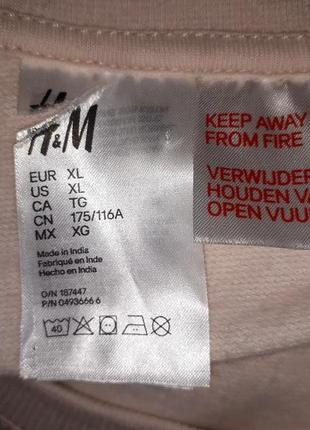 H&M
EUR XL
US XL
CA TG
CN 175/116A
MX XG
Made in India
Fabriqué en Inde
Hecho en India
O/N 187447
P/N 0493666 6
40
KEEP AWAY
FROM FIRE
VERWIJDER
HOUDEN VA
OPEN VUU